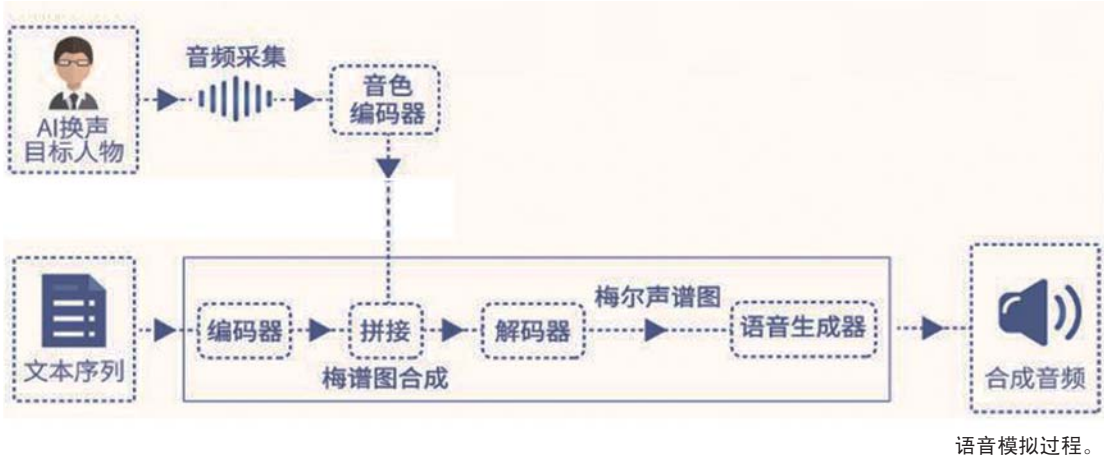 音频采集
音色
编码器
AI换声
目标人物
梅尔声谱图
编码器
拼接
解码器
语音生成器
文本序列
梅谱图合成
合成音频
语音模拟过程。